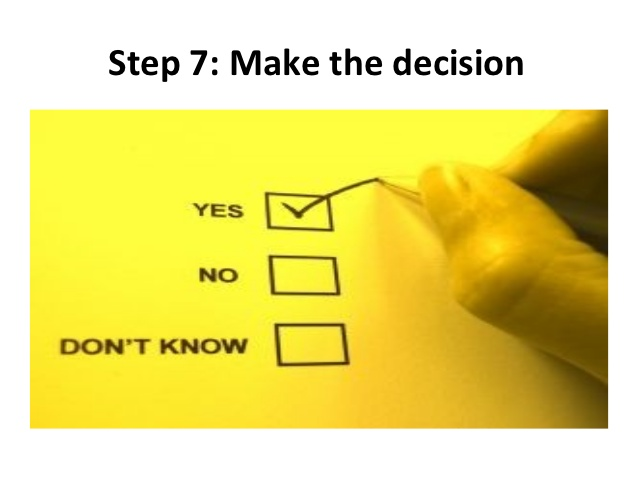 Step 7: Make the decision
YES
NO
DON'T KNOW